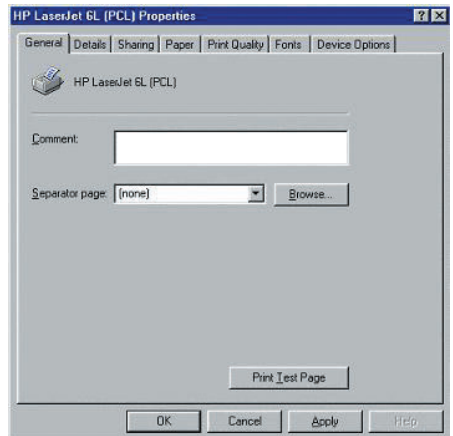 HP LaserJet 6L (PCL) Properties
General Details Sharing Paper Print Quality Fonts Device Options
HP LaserJet 6L (PCL)
Comment:
Separator page: (none) Browse...
Print Test Page
OK Cancel Apply Help